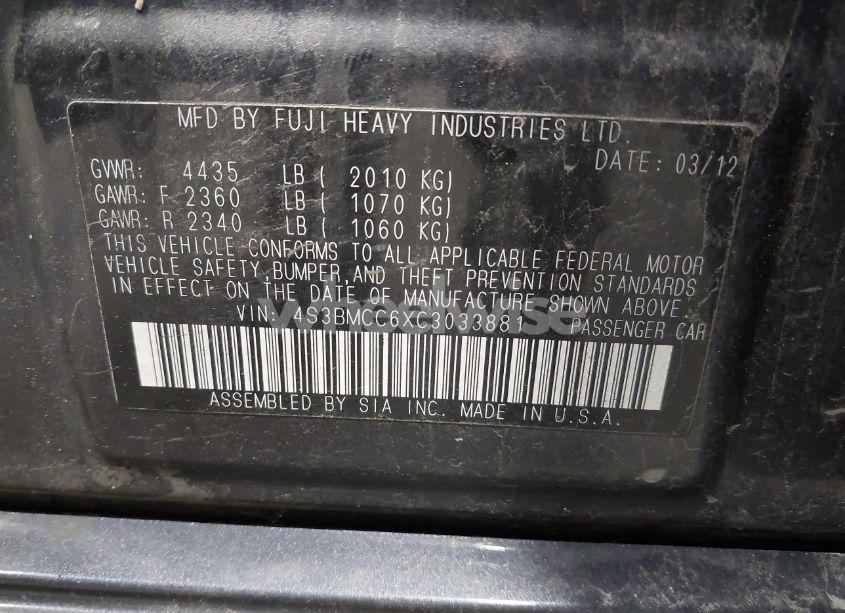 MFD BY FUJI HEAVY INDUSTRIES LTD.
DATE: 03/12
GVWR: 4435 LB ( 2010 KG)
GAWR: F 2360 LB ( 1070 KG)
GAWR: R 2340 LB ( 1060 KG)
THIS VEHICLE CONFORMS TO ALL APPLICABLE FEDERAL MOTOR
VEHICLE SAFETY, BUMPER, AND THEFT PREVENTION STANDARDS
IN EFFECT ON THE DATE OF MANUFACTURE SHOWN ABOVE.
VIN: 4S3BMCC6XC3033881 PASSENGER CAR
ASSEMBLED BY SIA INC. MADE IN U.S.A.